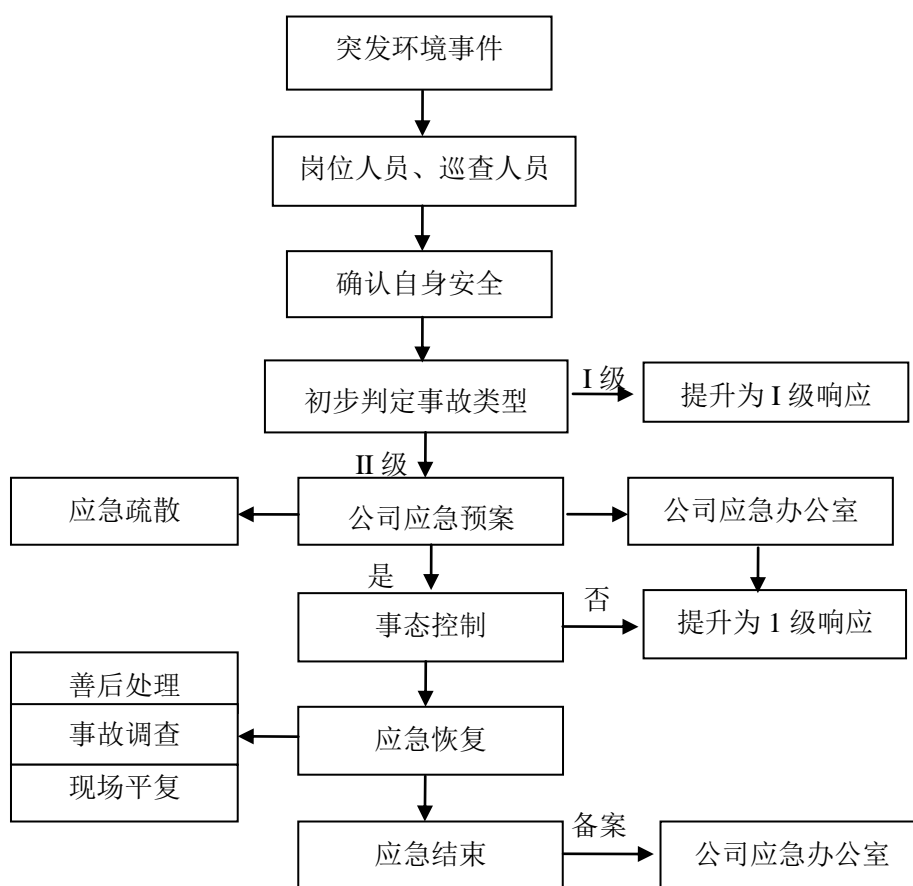 突发环境事件
岗位人员、巡查人员
确认自身安全
初步判定事故类型
I 级
提升为 I 级响应
II 级
应急疏散
公司应急预案
公司应急办公室
是
事态控制
否
提升为 1 级响应
善后处理
事故调查
现场平复
应急恢复
应急结束
备案
公司应急办公室